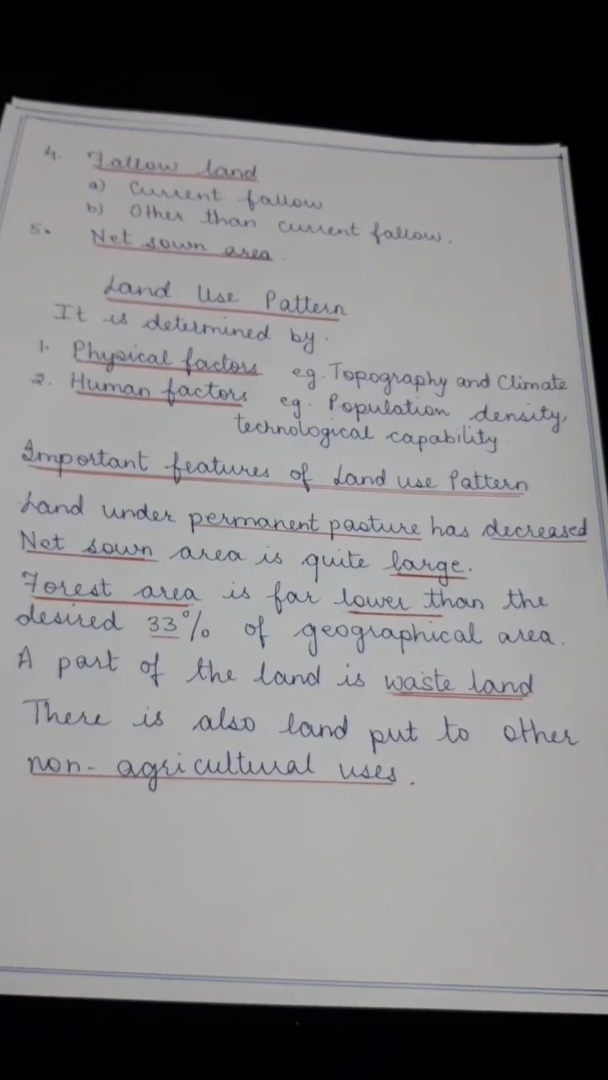 4. Fallow land
a) Current fallow
b) Other than current fallow.
5. Net sown area.
Land Use Pattern
It is determined by.
1. Physical factors eg. Topography and Climate
2. Human factors eg. Population density,
technological capability.
Important features of Land use Pattern
Land under permanent pasture has decreased
Net sown area is quite large.
Forest area is far lower than the
desired 33% of geographical area.
A part of the land is waste land
There is also land put to other
non-agricultural uses.